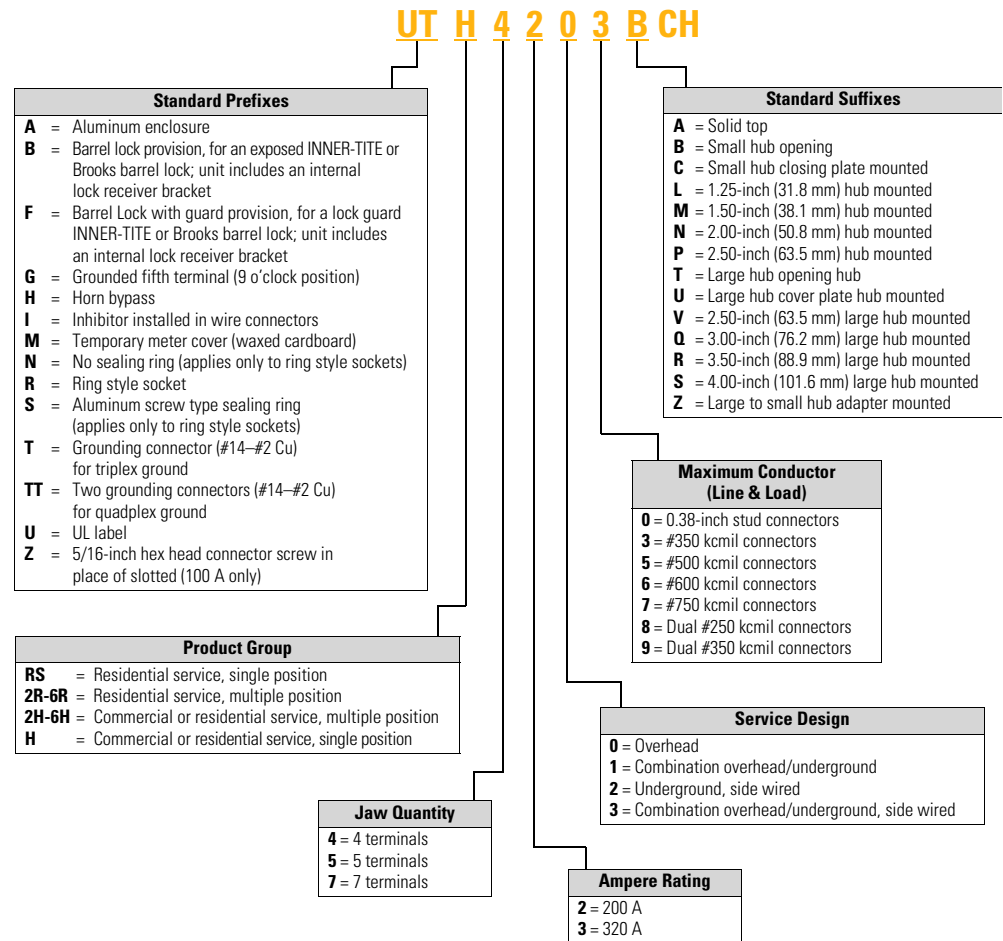 UT H 4 2 0 3 B CH
Standard Prefixes
A = Aluminum enclosure
B = Barrel lock provision, for an exposed INNER-TITE or
Brooks barrel lock; unit includes an internal
lock receiver bracket
F = Barrel Lock with guard provision, for a lock guard
INNER-TITE or Brooks barrel lock; unit includes
an internal lock receiver bracket
G = Grounded fifth terminal (9 o'clock position)
H = Horn bypass
I = Inhibitor installed in wire connectors
M = Temporary meter cover (waxed cardboard)
N = No sealing ring (applies only to ring style sockets)
R = Ring style socket
S = Aluminum screw type sealing ring
(applies only to ring style sockets)
T = Grounding connector (#14–#2 Cu)
for triplex ground
TT = Two grounding connectors (#14–#2 Cu)
for quadplex ground
U = UL label
Z = 5/16-inch hex head connector screw in
place of slotted (100 A only)
Standard Suffixes
A = Solid top
B = Small hub opening
C = Small hub closing plate mounted
L = 1.25-inch (31.8 mm) hub mounted
M = 1.50-inch (38.1 mm) hub mounted
N = 2.00-inch (50.8 mm) hub mounted
P = 2.50-inch (63.5 mm) hub mounted
T = Large hub opening hub
U = Large hub cover plate hub mounted
V = 2.50-inch (63.5 mm) large hub mounted
Q = 3.00-inch (76.2 mm) large hub mounted
R = 3.50-inch (88.9 mm) large hub mounted
S = 4.00-inch (101.6 mm) large hub mounted
Z = Large to small hub adapter mounted
Maximum Conductor
(Line & Load)
0 = 0.38-inch stud connectors
3 = #350 kcmil connectors
5 = #500 kcmil connectors
6 = #600 kcmil connectors
7 = #750 kcmil connectors
8 = Dual #250 kcmil connectors
9 = Dual #350 kcmil connectors
Product Group
RS = Residential service, single position
2R-6R = Residential service, multiple position
2H-6H = Commercial or residential service, multiple position
H = Commercial or residential service, single position
Service Design
0 = Overhead
1 = Combination overhead/underground
2 = Underground, side wired
3 = Combination overhead/underground, side wired
Jaw Quantity
4 = 4 terminals
5 = 5 terminals
7 = 7 terminals
Ampere Rating
2 = 200 A
3 = 320 A